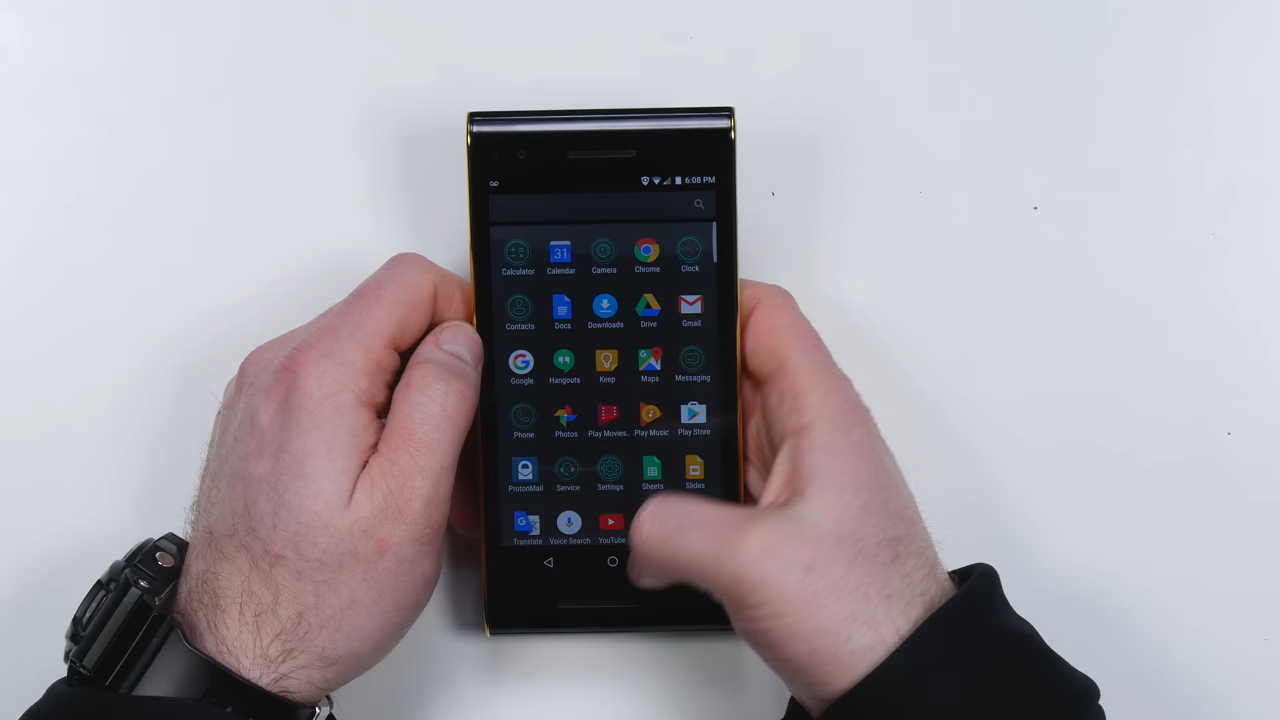 6:08 PM
Calculator Calendar Camera Chrome Clock
31
Contacts Docs Downloads Drive Gmail
Google Hangouts Keep Maps Messaging
Phone Photos Play Movies.. Play Music Play Store
ProtonMail Service Settings Sheets Slides
Translate Voice Search YouTube